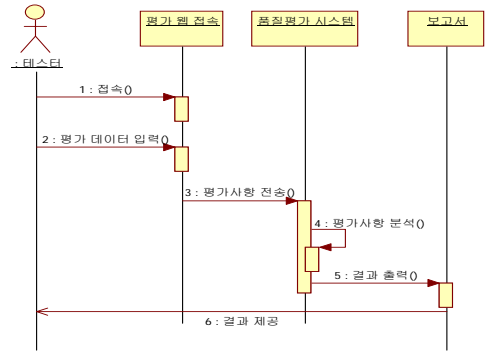 평가 웹 접속
품질평가 시스템
보고서
: 테스터
1 : 접속()
2 : 평가 데이터 입력()
3 : 평가사항 전송()
4 : 평가사항 분석()
5 : 결과 출력()
6 : 결과 제공